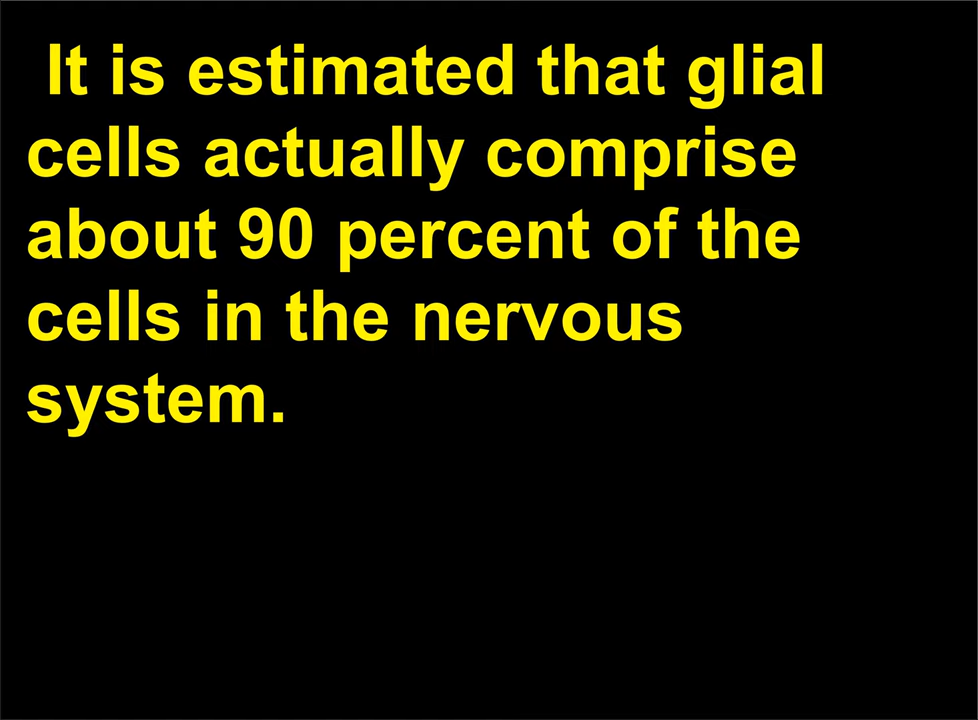 It is estimated that glial
cells actually comprise
about 90 percent of the
cells in the nervous
system.